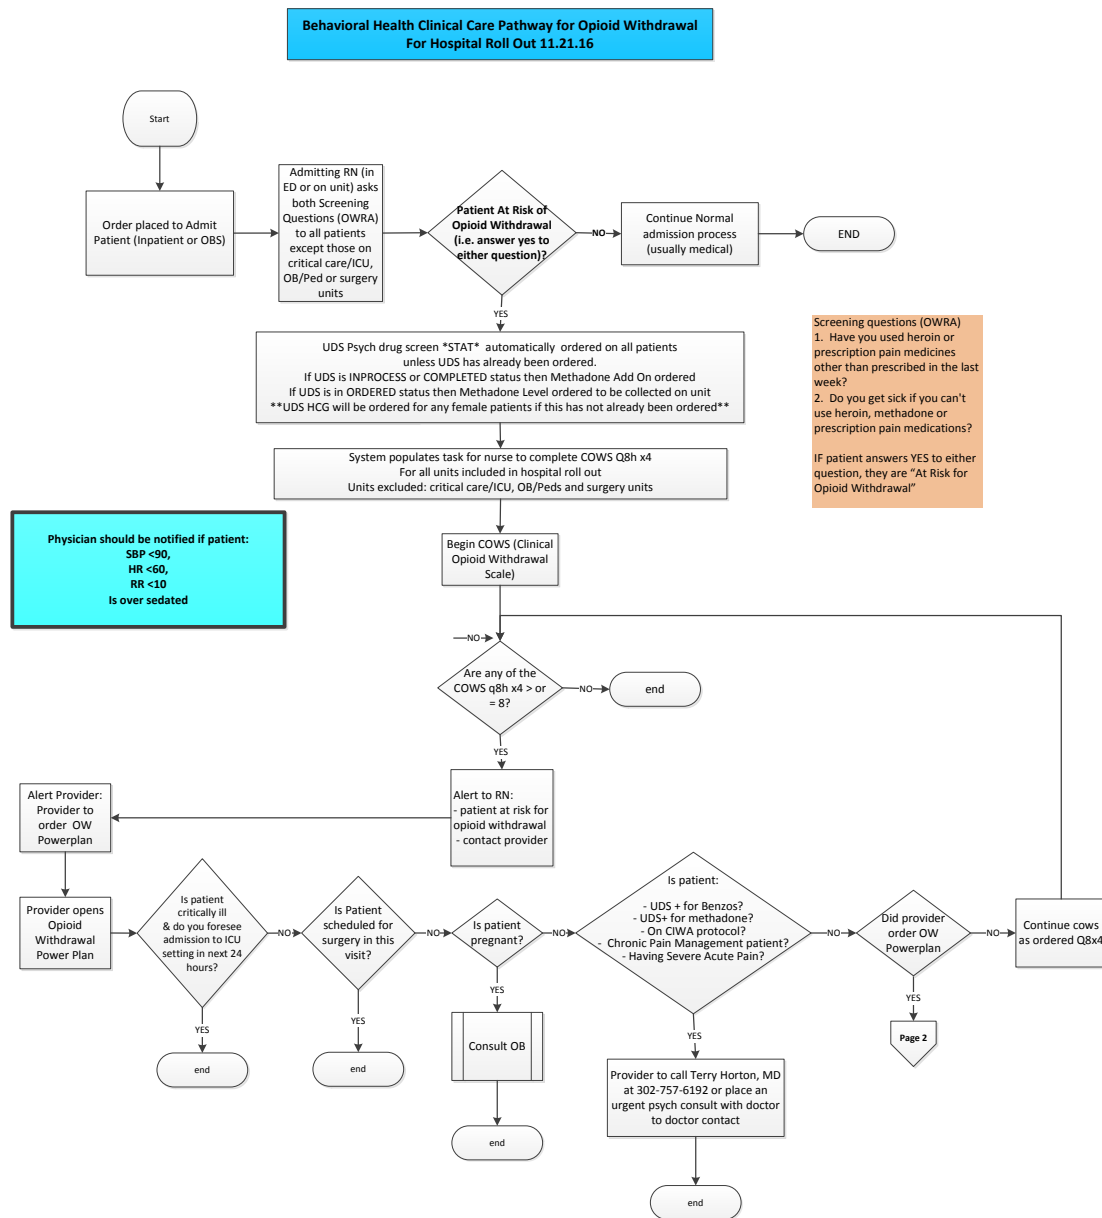 Behavioral Health Clinical Care Pathway for Opioid Withdrawal
For Hospital Roll Out 11.21.16
Start
Order placed to Admit
Patient (Inpatient or OBS)
Admitting RN (in
ED or on unit) asks
both Screening
Questions (OWRA)
to all patients
except those on
critical care/ICU,
OB/Ped or surgery
units
Patient At Risk of
Opioid Withdrawal
(i.e. answer yes to
either question)?
NO
Continue Normal
admission process
(usually medical)
END
YES
UDS Psych drug screen *STAT* automatically ordered on all patients
unless UDS has already been ordered.
If UDS is INPROCESS or COMPLETED status then Methadone Add On ordered
If UDS is in ORDERED status then Methadone Level ordered to be collected on unit
**UDS HCG will be ordered for any female patients if this has not already been ordered**
Screening questions (OWRA)
1. Have you used heroin or
prescription pain medicines
other than prescribed in the last
week?
2. Do you get sick if you can't
use heroin, methadone or
prescription pain medications?
IF patient answers YES to either
question, they are “At Risk for
Opioid Withdrawal”
System populates task for nurse to complete COWS Q8h x4
For all units included in hospital roll out
Units excluded: critical care/ICU, OB/Peds and surgery units
Physician should be notified if patient:
SBP <90,
HR <60,
RR <10
Is over sedated
Begin COWS (Clinical
Opioid Withdrawal
Scale)
NO
Are any of the
COWS q8h x4 > or
= 8?
NO
end
YES
Alert to RN:
- patient at risk for
opioid withdrawal
- contact provider
Alert Provider:
Provider to
order OW
Powerplan
Provider opens
Opioid
Withdrawal
Power Plan
Is patient
critically ill
& do you foresee
admission to ICU
setting in next 24
hours?
NO
YES
end
Is Patient
scheduled for
surgery in this
visit?
NO
YES
end
Is patient
pregnant?
NO
YES
Consult OB
end
Is patient:
- UDS + for Benzos?
- UDS+ for methadone?
- On CIWA protocol?
- Chronic Pain Management patient?
- Having Severe Acute Pain?
NO
YES
Provider to call Terry Horton, MD
at 302-757-6192 or place an
urgent psych consult with doctor
to doctor contact
end
Did provider
order OW
Powerplan
NO
YES
Page 2
Continue cows
as ordered Q8x4